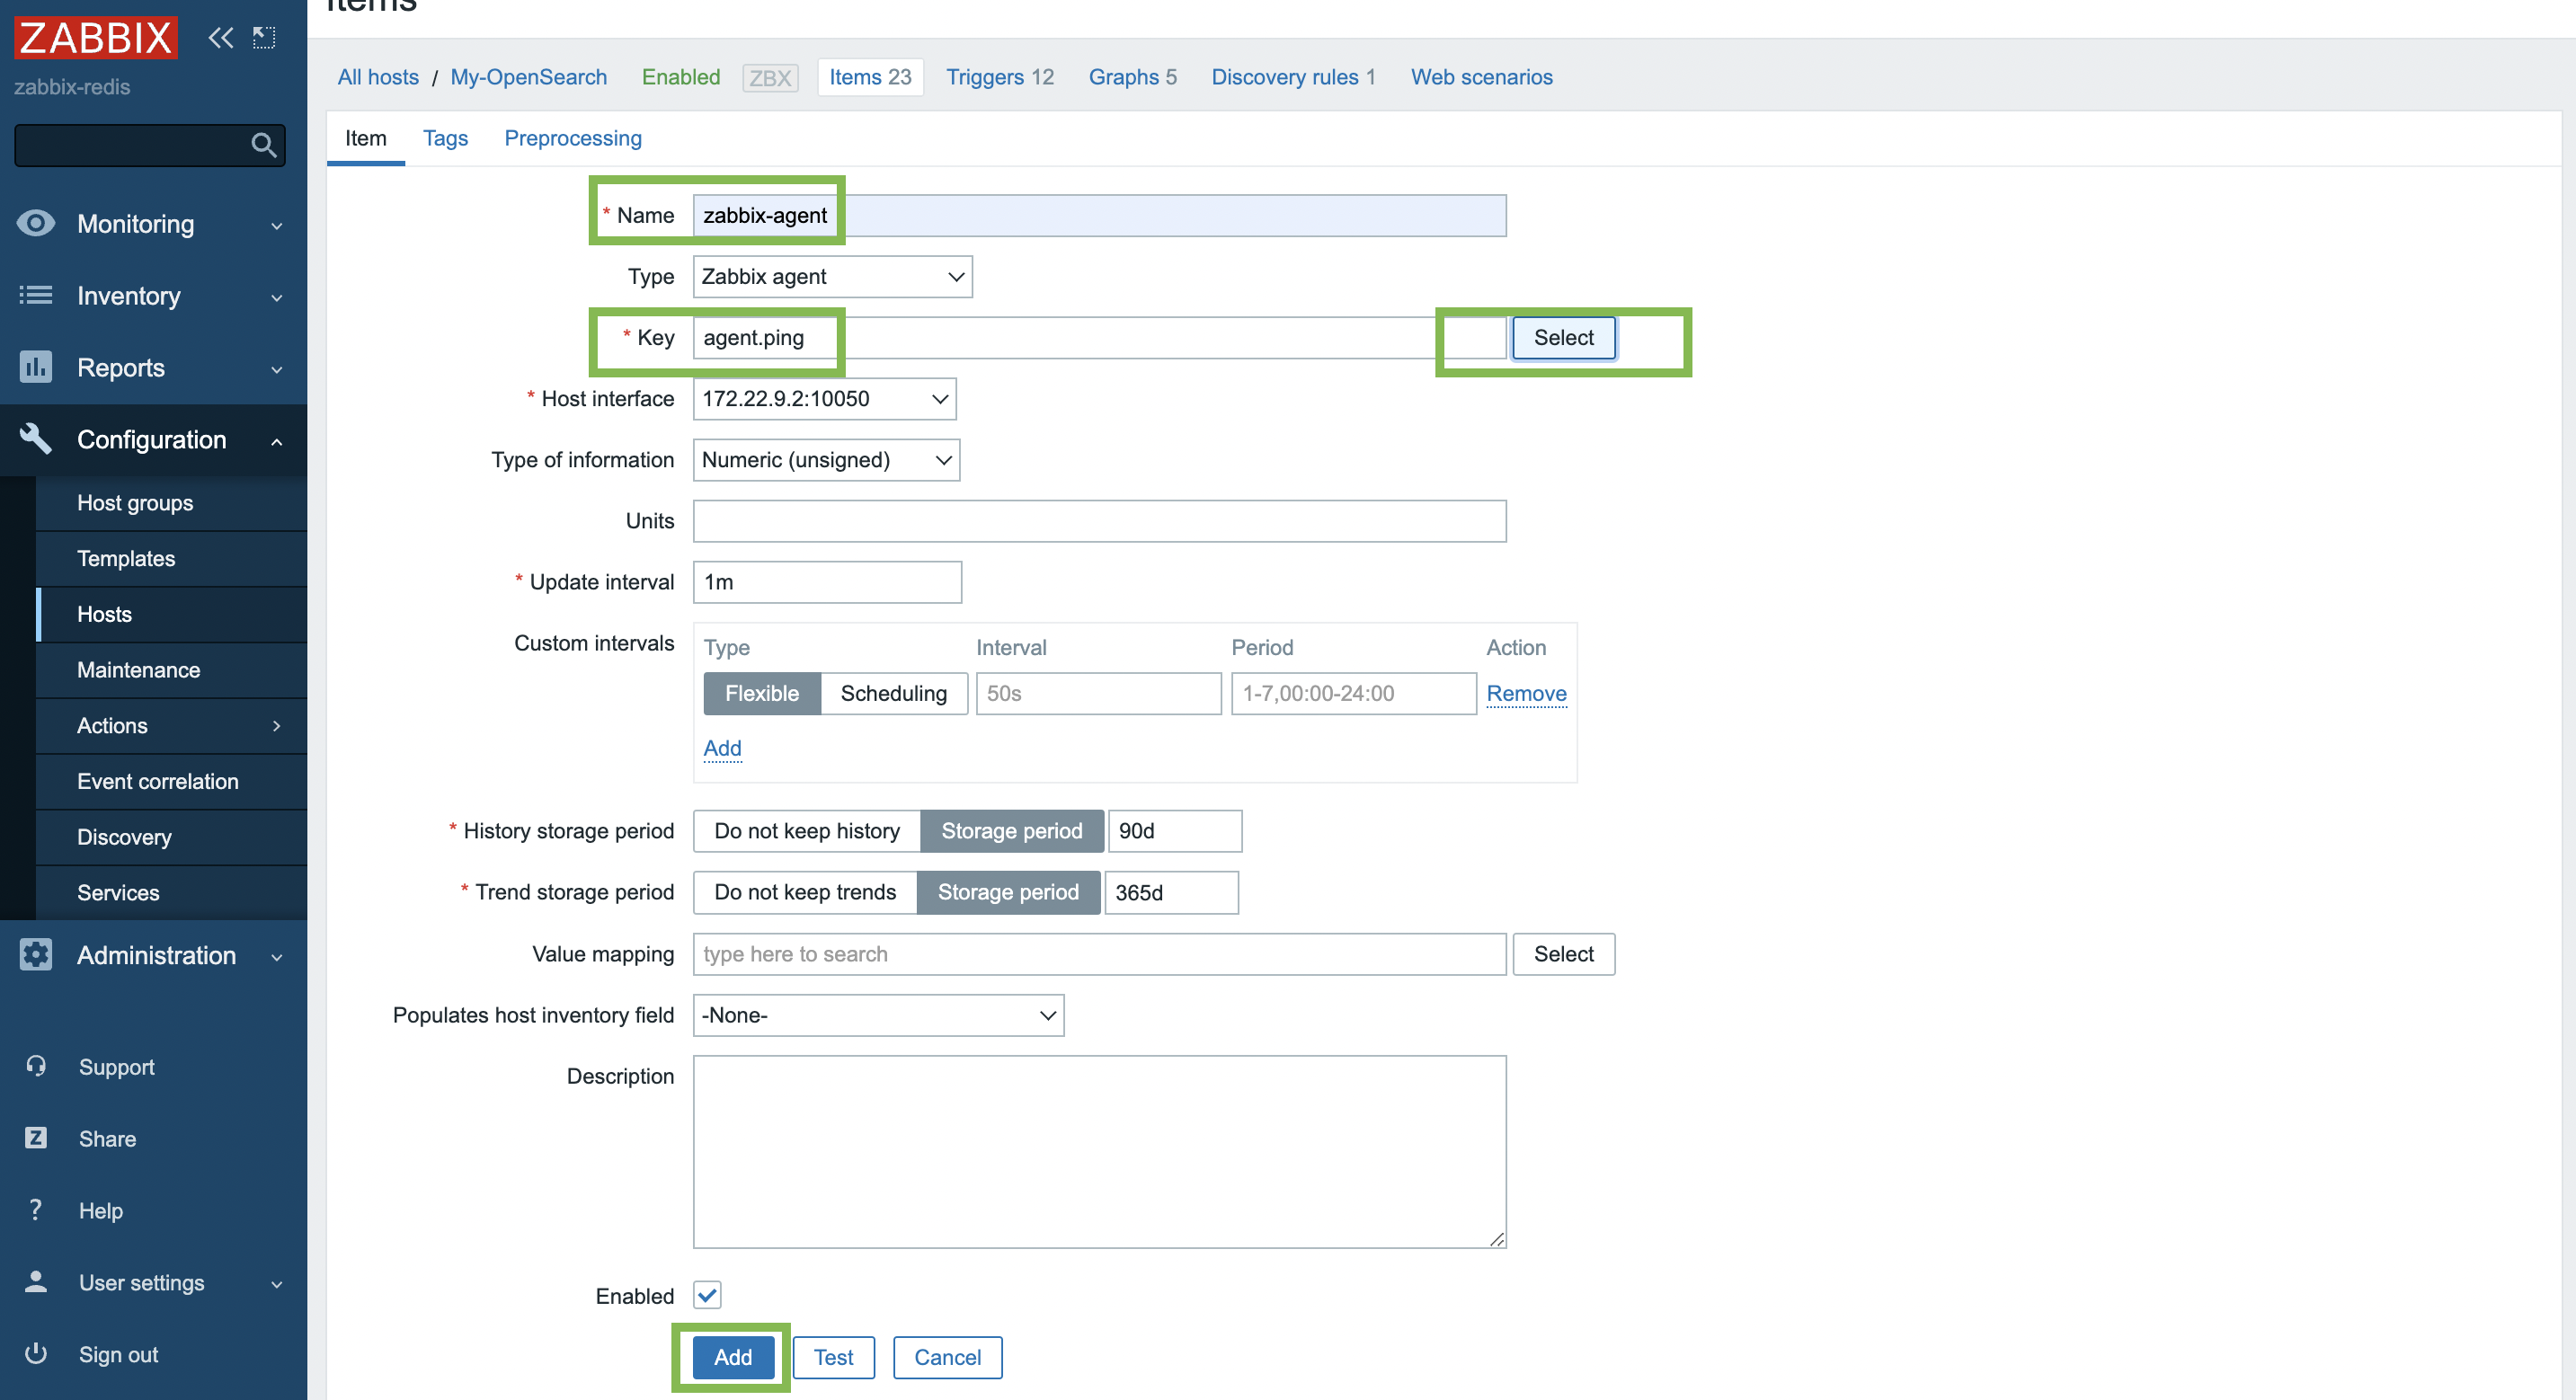 Items
ZABBIX
zabbix-redis
Monitoring
Inventory
Reports
Configuration
Host groups
Templates
Hosts
Maintenance
Actions
Event correlation
Discovery
Services
Administration
Support
Share
Help
User settings
Sign out
All hosts / My-OpenSearch Enabled ZBX Items 23 Triggers 12 Graphs 5 Discovery rules 1 Web scenarios
Item Tags Preprocessing
* Name zabbix-agent
Type Zabbix agent
* Key agent.ping Select
* Host interface 172.22.9.2:10050
Type of information Numeric (unsigned)
Units
* Update interval 1m
Custom intervals Type Interval Period Action
Flexible Scheduling 50s 1-7,00:00-24:00 Remove
Add
* History storage period Do not keep history Storage period 90d
* Trend storage period Do not keep trends Storage period 365d
Value mapping type here to search Select
Populates host inventory field -None-
Description
Enabled
Add Test Cancel